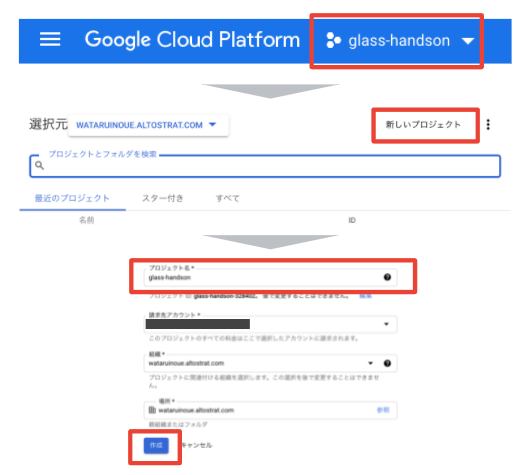 Google Cloud Platform glass-handson
選択元 WATARUINOUE.ALTOSTRAT.COM 新しいプロジェクト
プロジェクトとフォルダを検索
最近のプロジェクト スター付き すべて
名前 ID
プロジェクト名 *
glass-handson
プロジェクト ID: glass-handson-328402。後で変更することはできません。 編集
請求先アカウント *
このプロジェクトのすべての料金はここで選択したアカウントに請求されます。
組織 *
wataruinoue.altostrat.com
プロジェクトに関連付ける組織を選択します。この選択を後で変更することはできませ
ん。
場所 *
wataruinoue.altostrat.com 参照
親組織またはフォルダ
作成 キャンセル